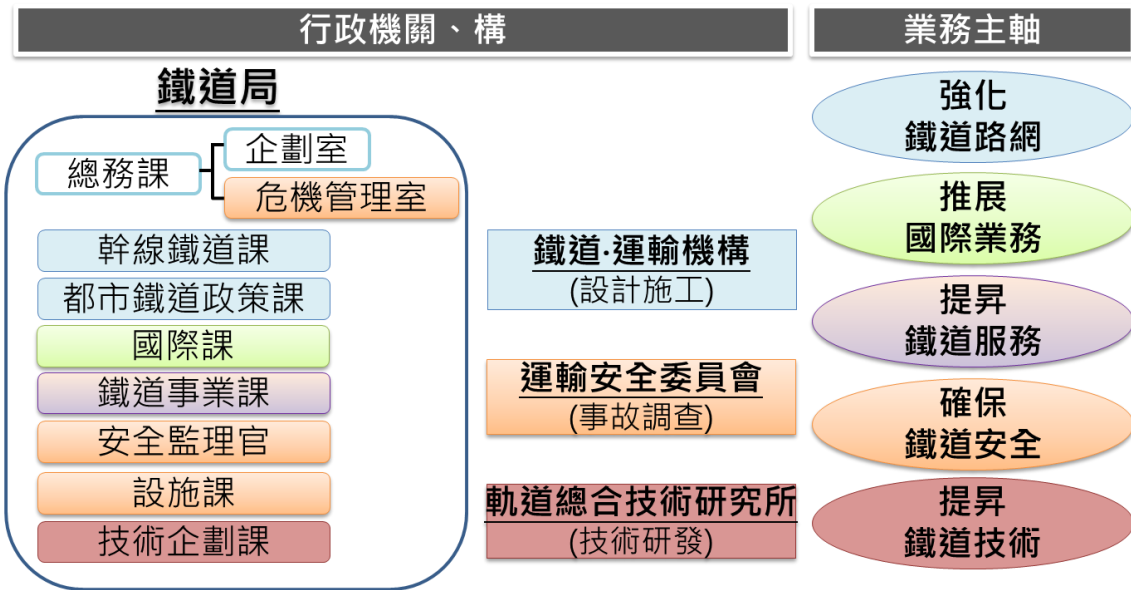 行政機關、構
業務主軸
鐵道局
總務課
企劃室
危機管理室
幹線鐵道課
都市鐵道政策課
國際課
鐵道事業課
安全監理官
設施課
技術企劃課
鐵道·運輸機構
(設計施工)
運輸安全委員會
(事故調查)
軌道總合技術研究所
(技術研發)
強化
鐵道路網
推展
國際業務
提昇
鐵道服務
確保
鐵道安全
提昇
鐵道技術